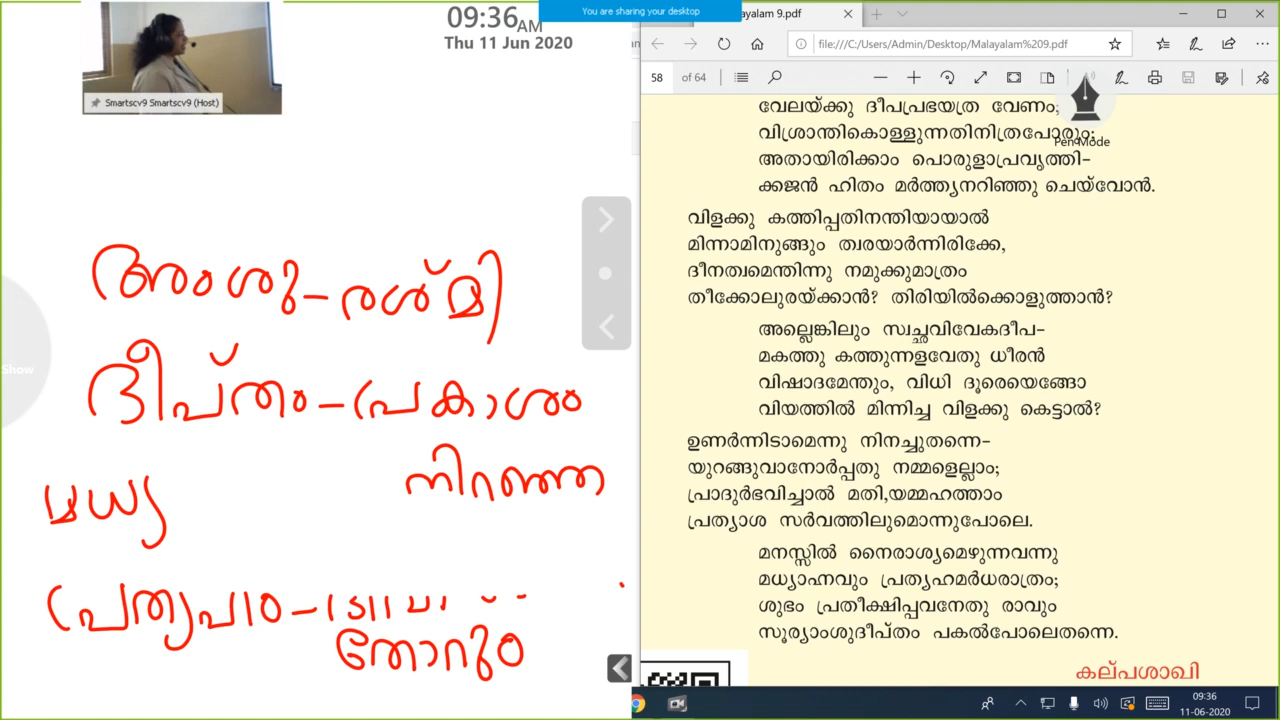 09:36 AM
Thu 11 Jun 2020
Smartscv9 Smartscv9 (Host)
Show
അംശു - രശ്മി
ദീപ്തം - പ്രകാശം
നിറഞ്ഞ
മധ്യ
തോറും
You are sharing your desktop
alayalam 9.pdf
file:///C:/Users/Admin/Desktop/Malayalam%209.pdf
58 of 64
Pen Mode
വേലയ്ക്കു ദീപപ്രഭയത്ര വേണം;
വിശ്രാന്തികൊള്ളുന്നതിനിത്രപോരും;
അതായിരിക്കാം പൊരുളാപ്രവൃത്തി-
ക്കജൻ ഹിതം മർത്ത്യനറിഞ്ഞു ചെയ്‌വോൻ.
വിളക്കു കത്തിപ്പതിനന്തിയായാൽ
മിന്നാമിനുങ്ങും ത്വരയാർന്നിരിക്കേ,
ദീനത്വമെന്തിന്നു നമുക്കുമാത്രം
തീക്കോലുരയ്ക്കാൻ? തിരിയിൽക്കൊളുത്താൻ?
അല്ലെങ്കിലും സ്വച്ഛവിവേകദീപ-
മകത്തു കത്തുന്നളവേതു ധീരൻ
വിഷാദമേന്തും, വിധി ദൂരെയെങ്ങോ
വിയത്തിൽ മിന്നിച്ച വിളക്കു കെട്ടാൽ?
ഉണർന്നിടാമെന്നു നിനച്ചുതന്നെ-
യുറങ്ങുവാനോർപ്പതു നമ്മളെല്ലാം;
പ്രാദുർഭവിച്ചാൽ മതി,യമ്മഹത്താം
പ്രത്യാശ സർവത്തിലുമൊന്നുപോലെ.
മനസ്സിൽ നൈരാശ്യമെഴുന്നവന്നു
മധ്യാഹ്നവും പ്രത്യഹമർധരാത്രം;
ശുഭം പ്രതീക്ഷിപ്പവനേതു രാവും
സൂര്യാംശുദീപ്തം പകൽപോലെതന്നെ.
കല്പശാഖി
09:36
11-06-2020